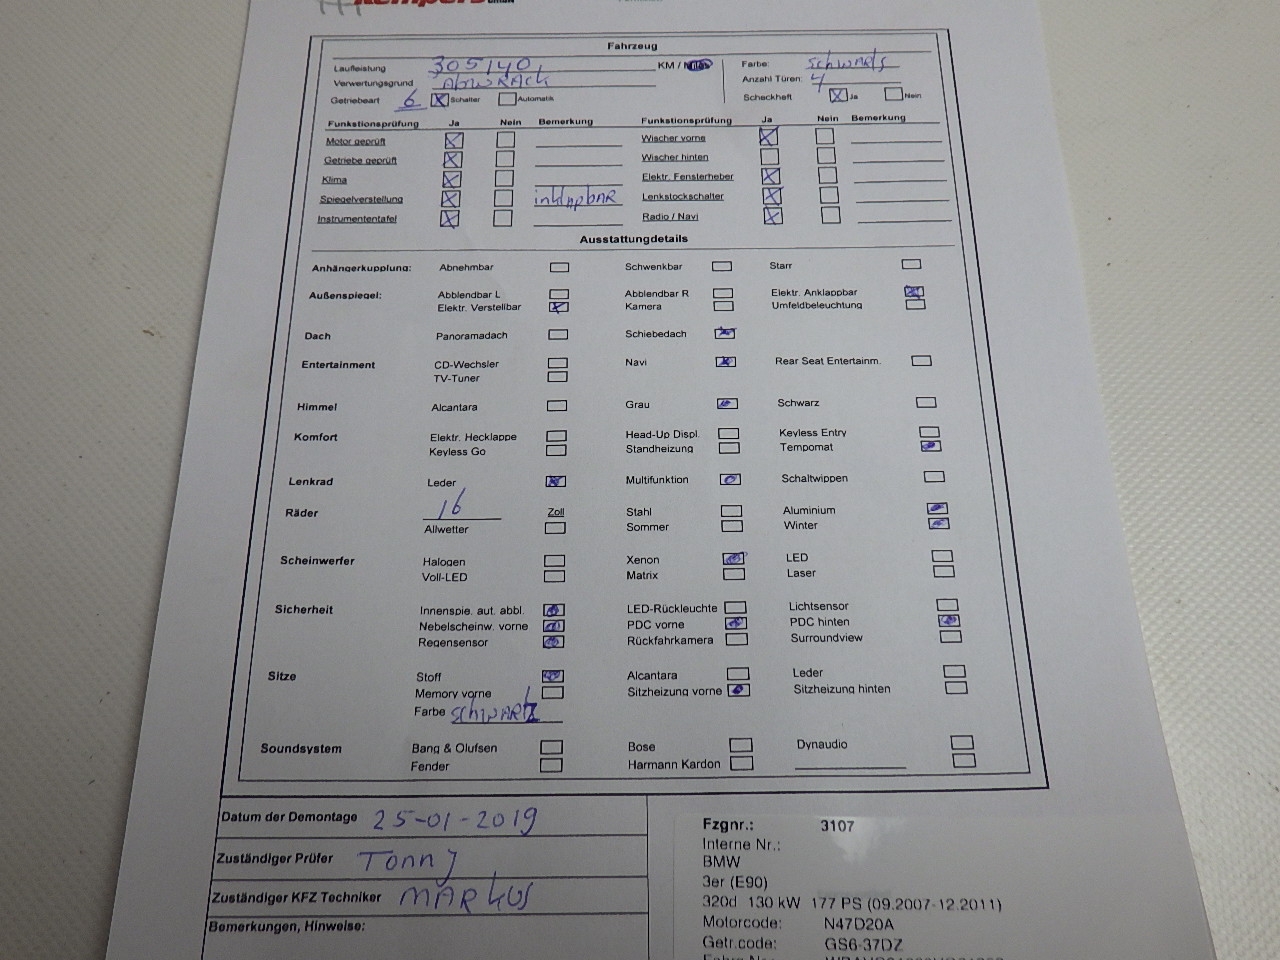 Kempers GmbH
Fahrzeug
Laufleistung 305140 KM / Miles Farbe: schwarts
Verwertungsgrund Abwrack Anzahl Türen: 4
Getriebeart 6 Schalter Automatik Scheckheft Ja Nein
Funkstionsprüfung Ja Nein Bemerkung Funkstionsprüfung Ja Nein Bemerkung
Motor geprüft Wischer vorne
Getriebe geprüft Wischer hinten
Klima Elektr. Fensterheber
Spiegelverstellung inklapbar Lenkstockschalter
Instrumententafel Radio / Navi
Ausstattungdetails
Anhängerkupplung: Abnehmbar Schwenkbar Starr
Außenspiegel: Abblendbar L Abblendbar R Elektr. Anklappbar
Elektr. Verstellbar Kamera Umfeldbeleuchtung
Dach Panoramadach Schiebedach
Entertainment CD-Wechsler Navi Rear Seat Entertainm.
TV-Tuner
Himmel Alcantara Grau Schwarz
Komfort Elektr. Hecklappe Head-Up Displ. Keyless Entry
Keyless Go Standheizung Tempomat
Lenkrad Leder Multifunktion Schaltwippen
Räder 16 Zoll Stahl Aluminium
Allwetter Sommer Winter
Scheinwerfer Halogen Xenon LED
Voll-LED Matrix Laser
Sicherheit Innenspie. aut. abbl. LED-Rückleuchte Lichtsensor
Nebelscheinw. vorne PDC vorne PDC hinten
Regensensor Rückfahrkamera Surroundview
Sitze Stoff Alcantara Leder
Memory vorne Sitzheizung vorne Sitzheizung hinten
Farbe schwartz
Soundsystem Bang & Olufsen Bose Dynaudio
Fender Harmann Kardon
Datum der Demontage 25-01-2019
Zuständiger Prüfer Tonny
Zuständiger KFZ Techniker MARKUS
Bemerkungen, Hinweise:
Fzgnr.: 3107
Interne Nr.:
BMW
3er (E90)
320d 130 kW 177 PS (09.2007-12.2011)
Motorcode: N47D20A
Getr.code: GS6-37DZ